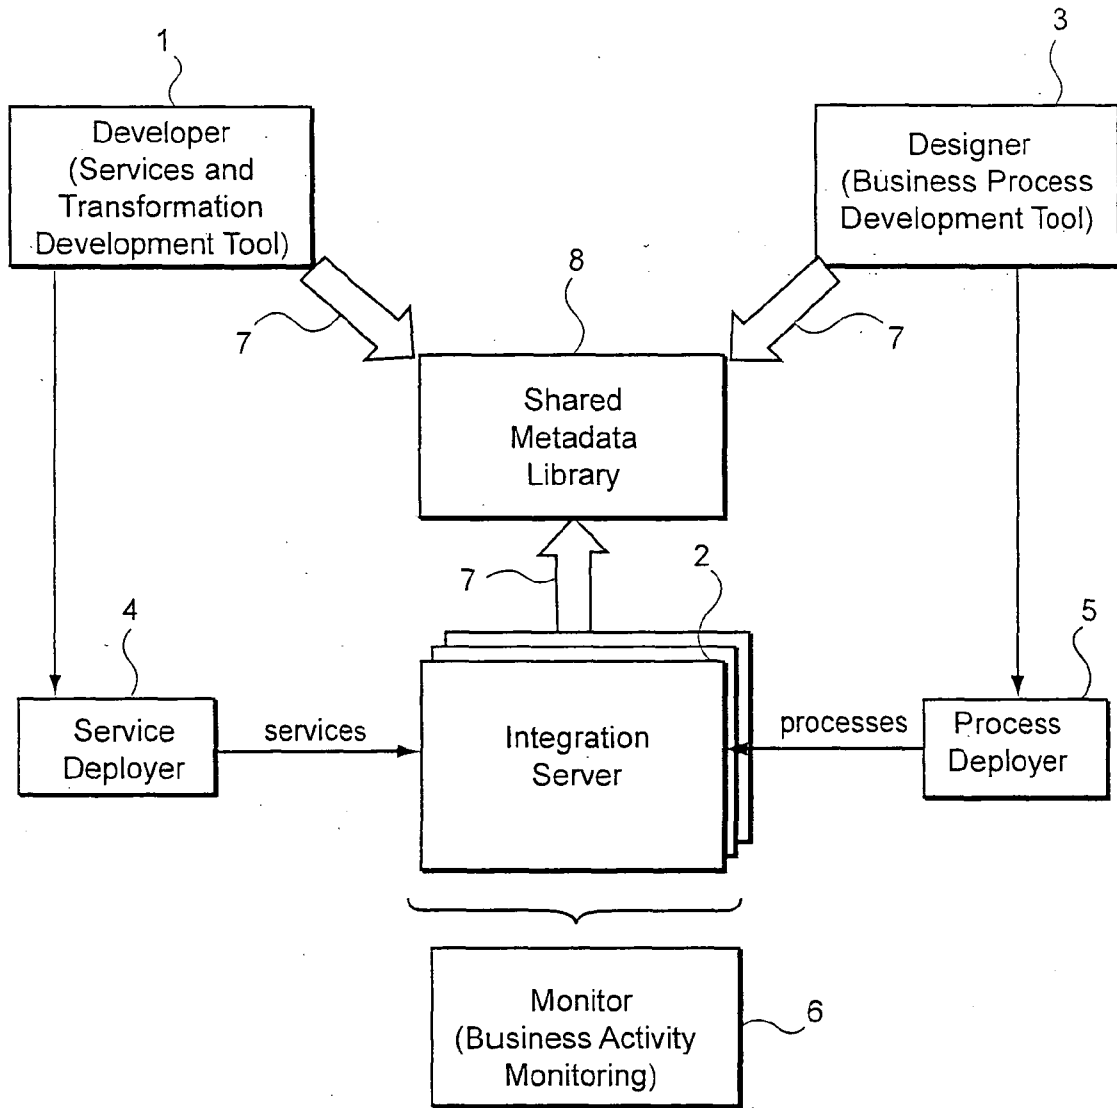 1
3
Developer
(Services and
Transformation
Development Tool)
Designer
(Business Process
Development Tool)
8
7
7
Shared
Metadata
Library
7
2
4
5
Service
Deployer
services
Integration
Server
processes
Process
Deployer
Monitor
(Business Activity
Monitoring)
6